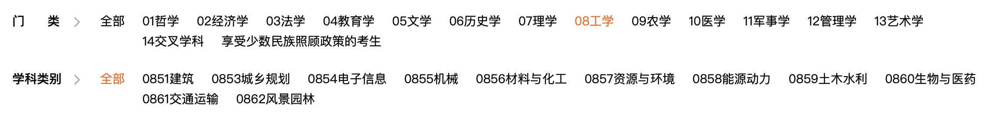 门 类 > 全部 01哲学 02经济学 03法学 04教育学 05文学 06历史学 07理学 08工学 09农学 10医学 11军事学 12管理学 13艺术学
14交叉学科 享受少数民族照顾政策的考生
学科类别 > 全部 0851建筑 0853城乡规划 0854电子信息 0855机械 0856材料与化工 0857资源与环境 0858能源动力 0859土木水利 0860生物与医药
0861交通运输 0862风景园林